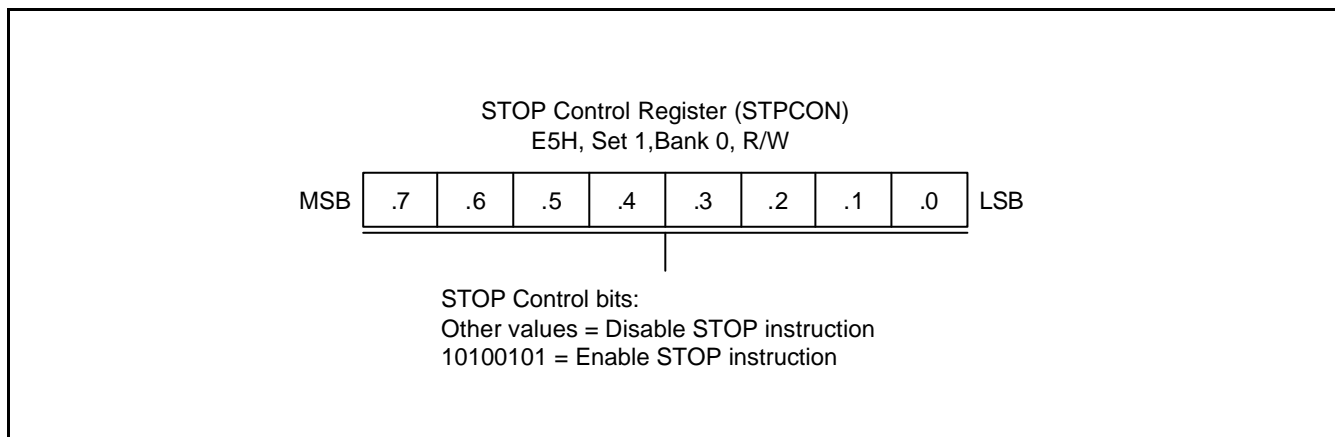 STOP Control Register (STPCON)
E5H, Set 1,Bank 0, R/W
MSB .7 .6 .5 .4 .3 .2 .1 .0 LSB
STOP Control bits:
Other values = Disable STOP instruction
10100101 = Enable STOP instruction